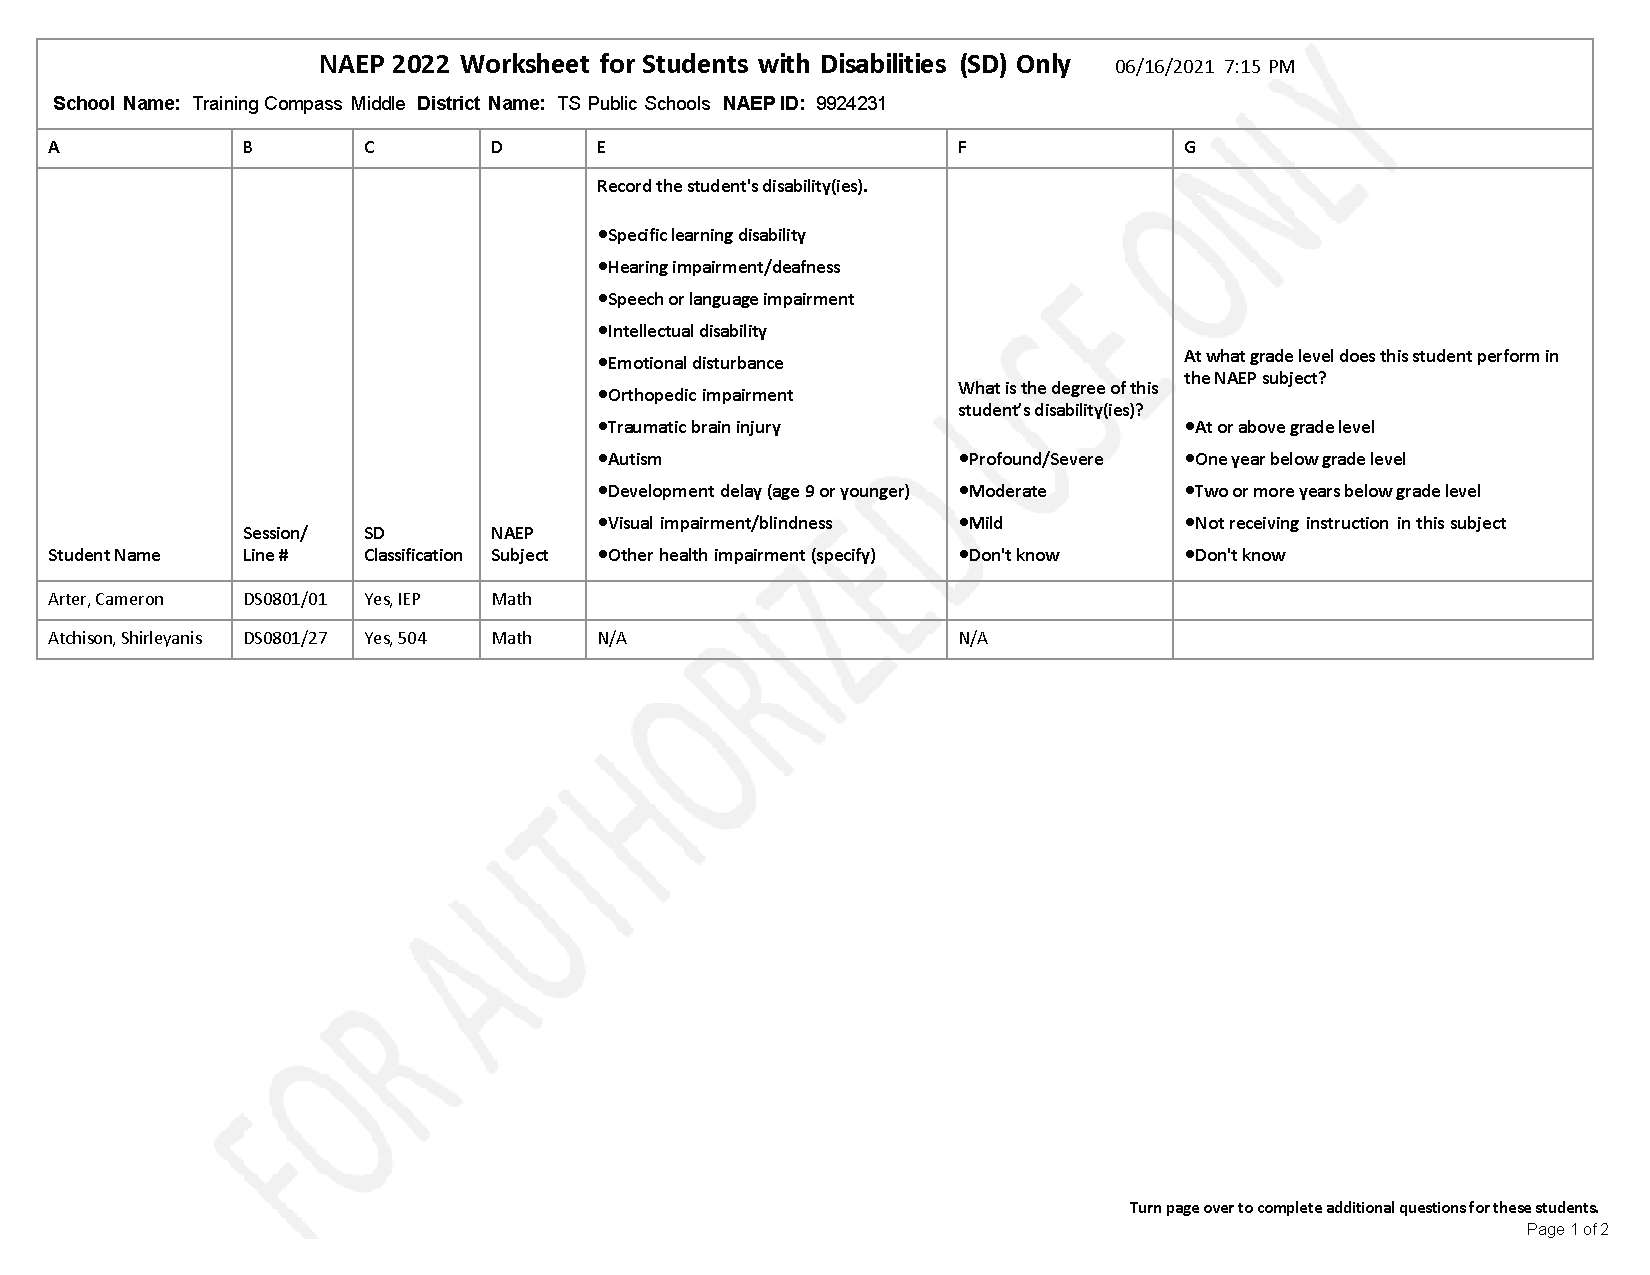 NAEP 2022 Worksheet for Students with Disabilities (SD) Only 06/16/2021 7:15 PM
School Name: Training Compass Middle District Name: TS Public Schools NAEP ID: 9924231
A B C D E F G
Record the student's disability(ies).
•Specific learning disability
•Hearing impairment/deafness
•Speech or language impairment
•Intellectual disability
•Emotional disturbance
•Orthopedic impairment
•Traumatic brain injury
•Autism
•Development delay (age 9 or younger)
•Visual impairment/blindness
•Other health impairment (specify)
What is the degree of this
student's disability(ies)?
•Profound/Severe
•Moderate
•Mild
•Don't know
At what grade level does this student perform in
the NAEP subject?
•At or above grade level
•One year below grade level
•Two or more years below grade level
•Not receiving instruction in this subject
•Don't know
Student Name
Session/
Line #
SD
Classification
NAEP
Subject
Arter, Cameron DS0801/01 Yes, IEP Math
Atchison, Shirleyanis DS0801/27 Yes, 504 Math N/A N/A
FOR AUTHORIZED USE ONLY
Turn page over to complete additional questions for these students.
Page 1 of 2